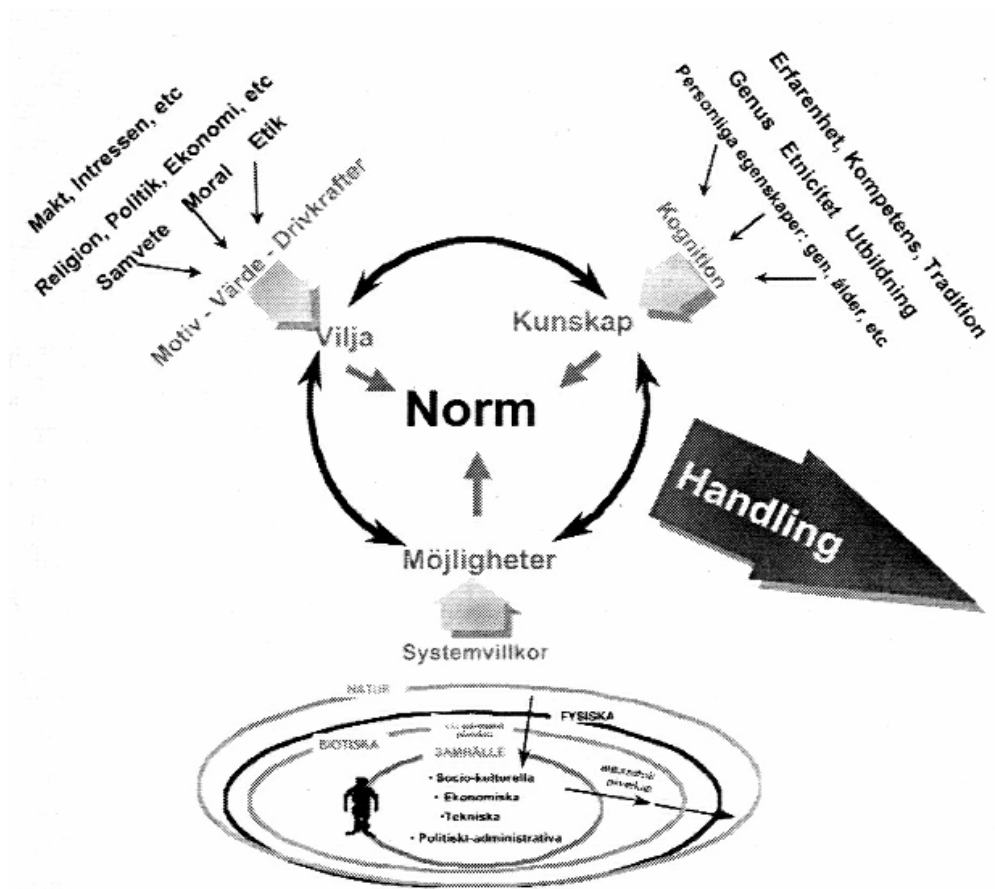 Makt, Intressen, etc
Religion, Politik, Ekonomi, etc
Samvete Moral Etik
Motiv - Värde - Drivkrafter
Erfarenhet, Kompetens, Tradition
Genus Etnicitet Utbildning
Personliga egenskaper: gen, ålder, etc
Kognition
Vilja
Kunskap
Norm
Handling
Möjligheter
Systemvillkor
NATUR
FYSISKA
BIOTISKA
SAMHÄLLE
• Socio-kulturella
• Ekonomiska
• Tekniska
• Politiskt-administrativa